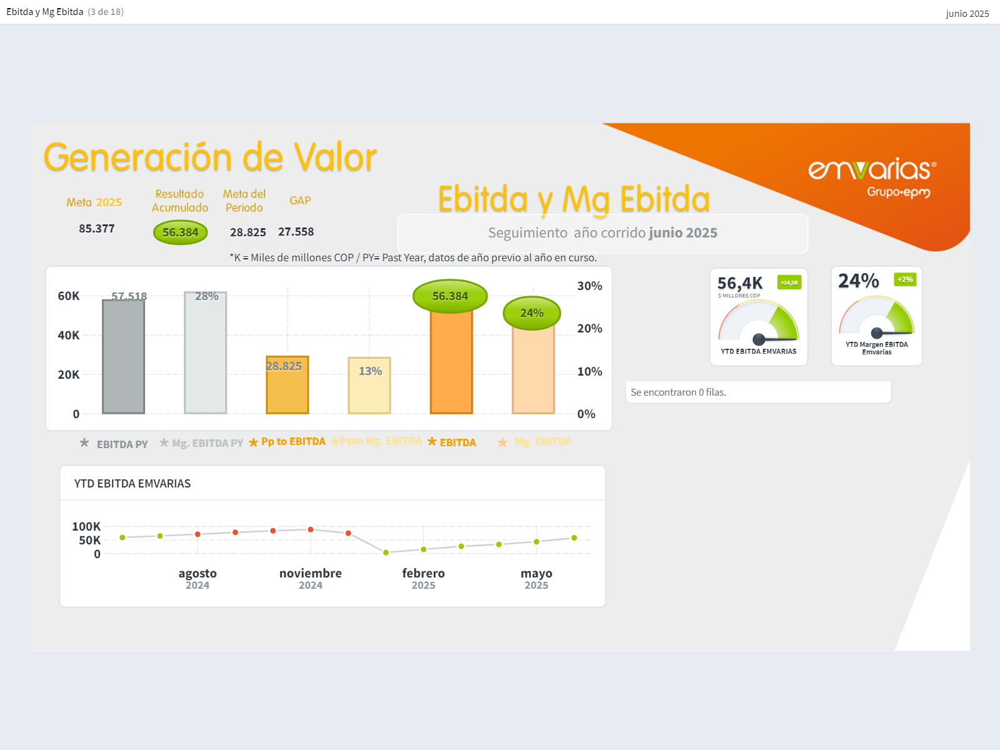 Ebitda y Mg Ebitda (3 de 18)
junio 2025
Generación de Valor
emvarias®
Grupo•epm
Ebitda y Mg Ebitda
Meta 2025
Resultado
Acumulado
Meta del
Periodo
GAP
85.377
56.384
28.825
27.558
Seguimiento año corrido junio 2025
*K = Miles de millones COP / PY= Past Year, datos de año previo al año en curso.
60K
40K
20K
0
57.518
28%
28.825
13%
56.384
24%
30%
20%
10%
0%
EBITDA PY
Mg. EBITDA PY
Pp to EBITDA
Ppto Mg. EBITDA
EBITDA
Mg. EBITDA
56,4K
+14,5K
$ MILLONES COP
YTD EBITDA EMVARIAS
24%
+2%
YTD Margen EBITDA
Emvarias
Se encontraron 0 filas.
YTD EBITDA EMVARIAS
100K
50K
0
agosto
2024
noviembre
2024
febrero
2025
mayo
2025